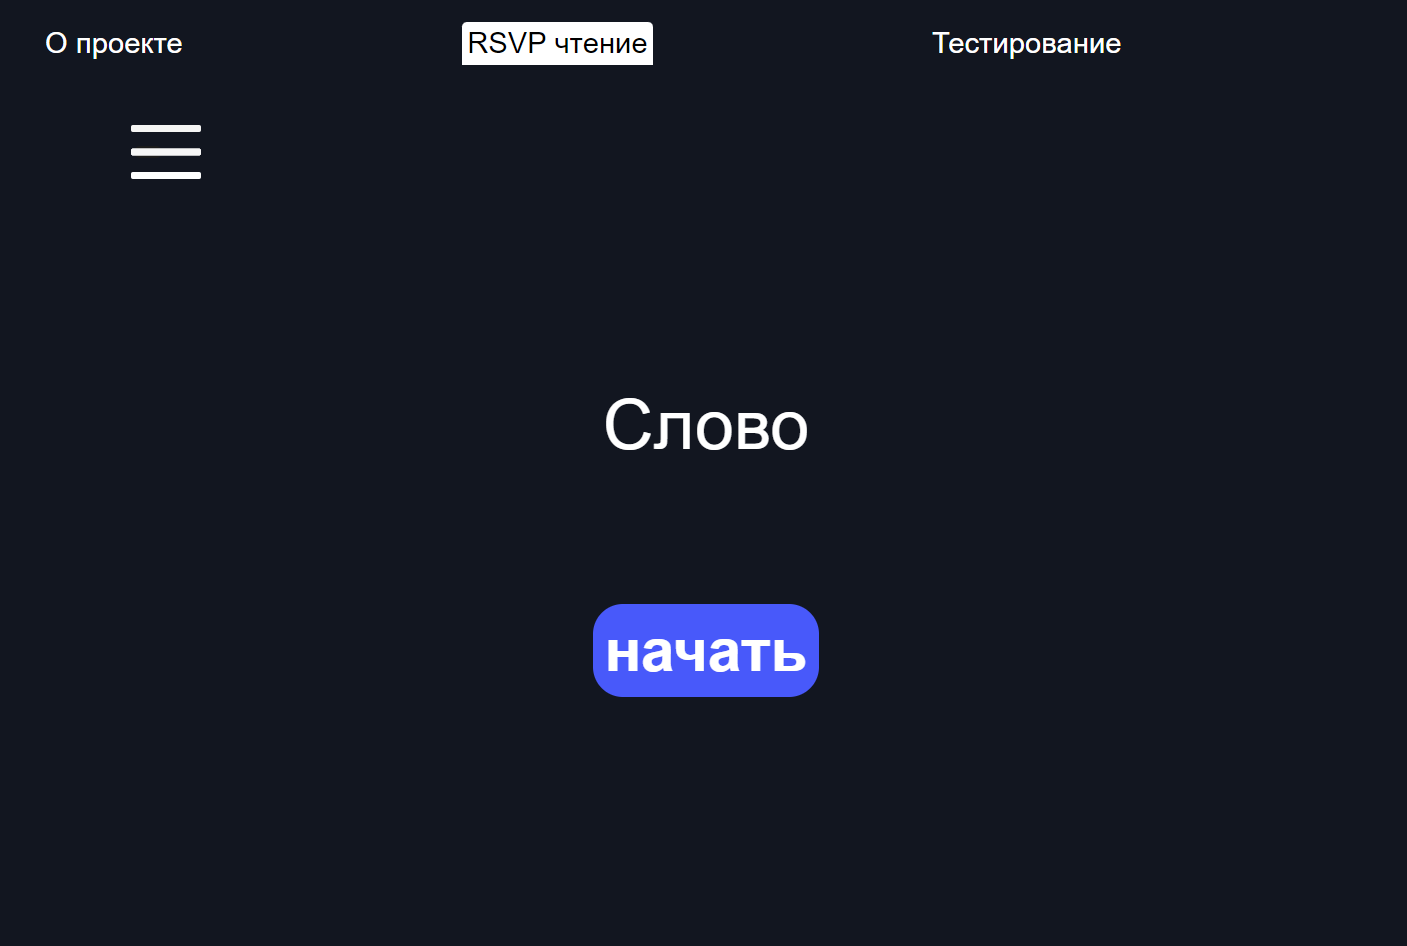 О проекте
RSVP чтение
Тестирование
Слово
начать